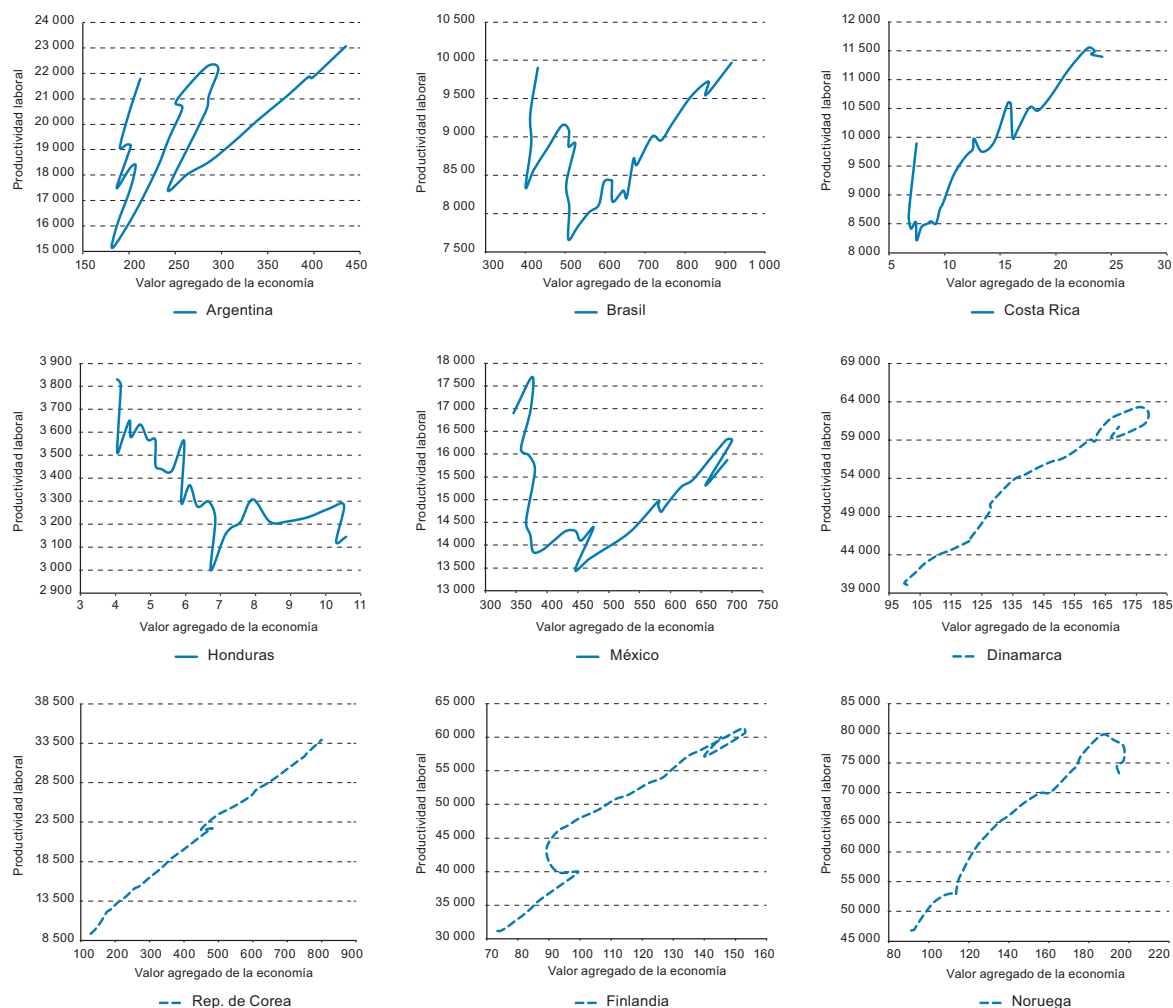 Productividad laboral
24 000
23 000
22 000
21 000
20 000
19 000
18 000
17 000
16 000
15 000
150 200 250 300 350 400 450
Valor agregado de la economía
Argentina
Productividad laboral
10 500
10 000
9 500
9 000
8 500
8 000
7 500
300 400 500 600 700 800 900 1 000
Valor agregado de la economía
Brasil
Productividad laboral
12 000
11 500
11 000
10 500
10 000
9 500
9 000
8 500
8 000
5 10 15 20 25 30
Valor agregado de la economía
Costa Rica
Productividad laboral
3 900
3 800
3 700
3 600
3 500
3 400
3 300
3 200
3 100
3 000
2 900
3 4 5 6 7 8 9 10 11
Valor agregado de la economía
Honduras
Productividad laboral
18 000
17 500
17 000
16 500
16 000
15 500
15 000
14 500
14 000
13 500
13 000
300 350 400 450 500 550 600 650 700 750
Valor agregado de la economía
México
Productividad laboral
69 000
64 000
59 000
54 000
49 000
44 000
39 000
95 105 115 125 135 145 155 165 175 185
Valor agregado de la economía
Dinamarca
Productividad laboral
38 500
33 500
28 500
23 500
18 500
13 500
8 500
100 200 300 400 500 600 700 800 900
Valor agregado de la economía
Rep. de Corea
Productividad laboral
65 000
60 000
55 000
50 000
45 000
40 000
35 000
30 000
70 80 90 100 110 120 130 140 150 160
Valor agregado de la economía
Finlandia
Productividad laboral
85 000
80 000
75 000
70 000
65 000
60 000
55 000
50 000
45 000
80 100 120 140 160 180 200 220
Valor agregado de la economía
Noruega